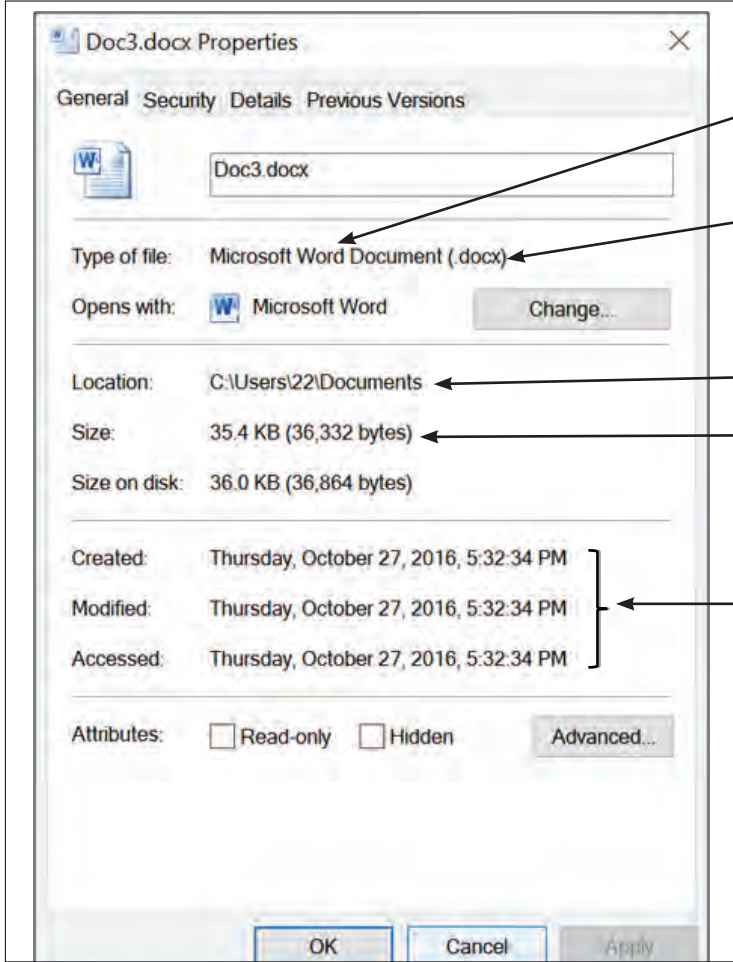 Doc3.docx Properties
General Security Details Previous Versions
Doc3.docx
Type of file: Microsoft Word Document (.docx)
Opens with: Microsoft Word Change...
Location: C:\Users\22\Documents
Size: 35.4 KB (36,332 bytes)
Size on disk: 36.0 KB (36,864 bytes)
Created: Thursday, October 27, 2016, 5:32:34 PM
Modified: Thursday, October 27, 2016, 5:32:34 PM
Accessed: Thursday, October 27, 2016, 5:32:34 PM
Attributes: Read-only Hidden Advanced...
OK Cancel Apply